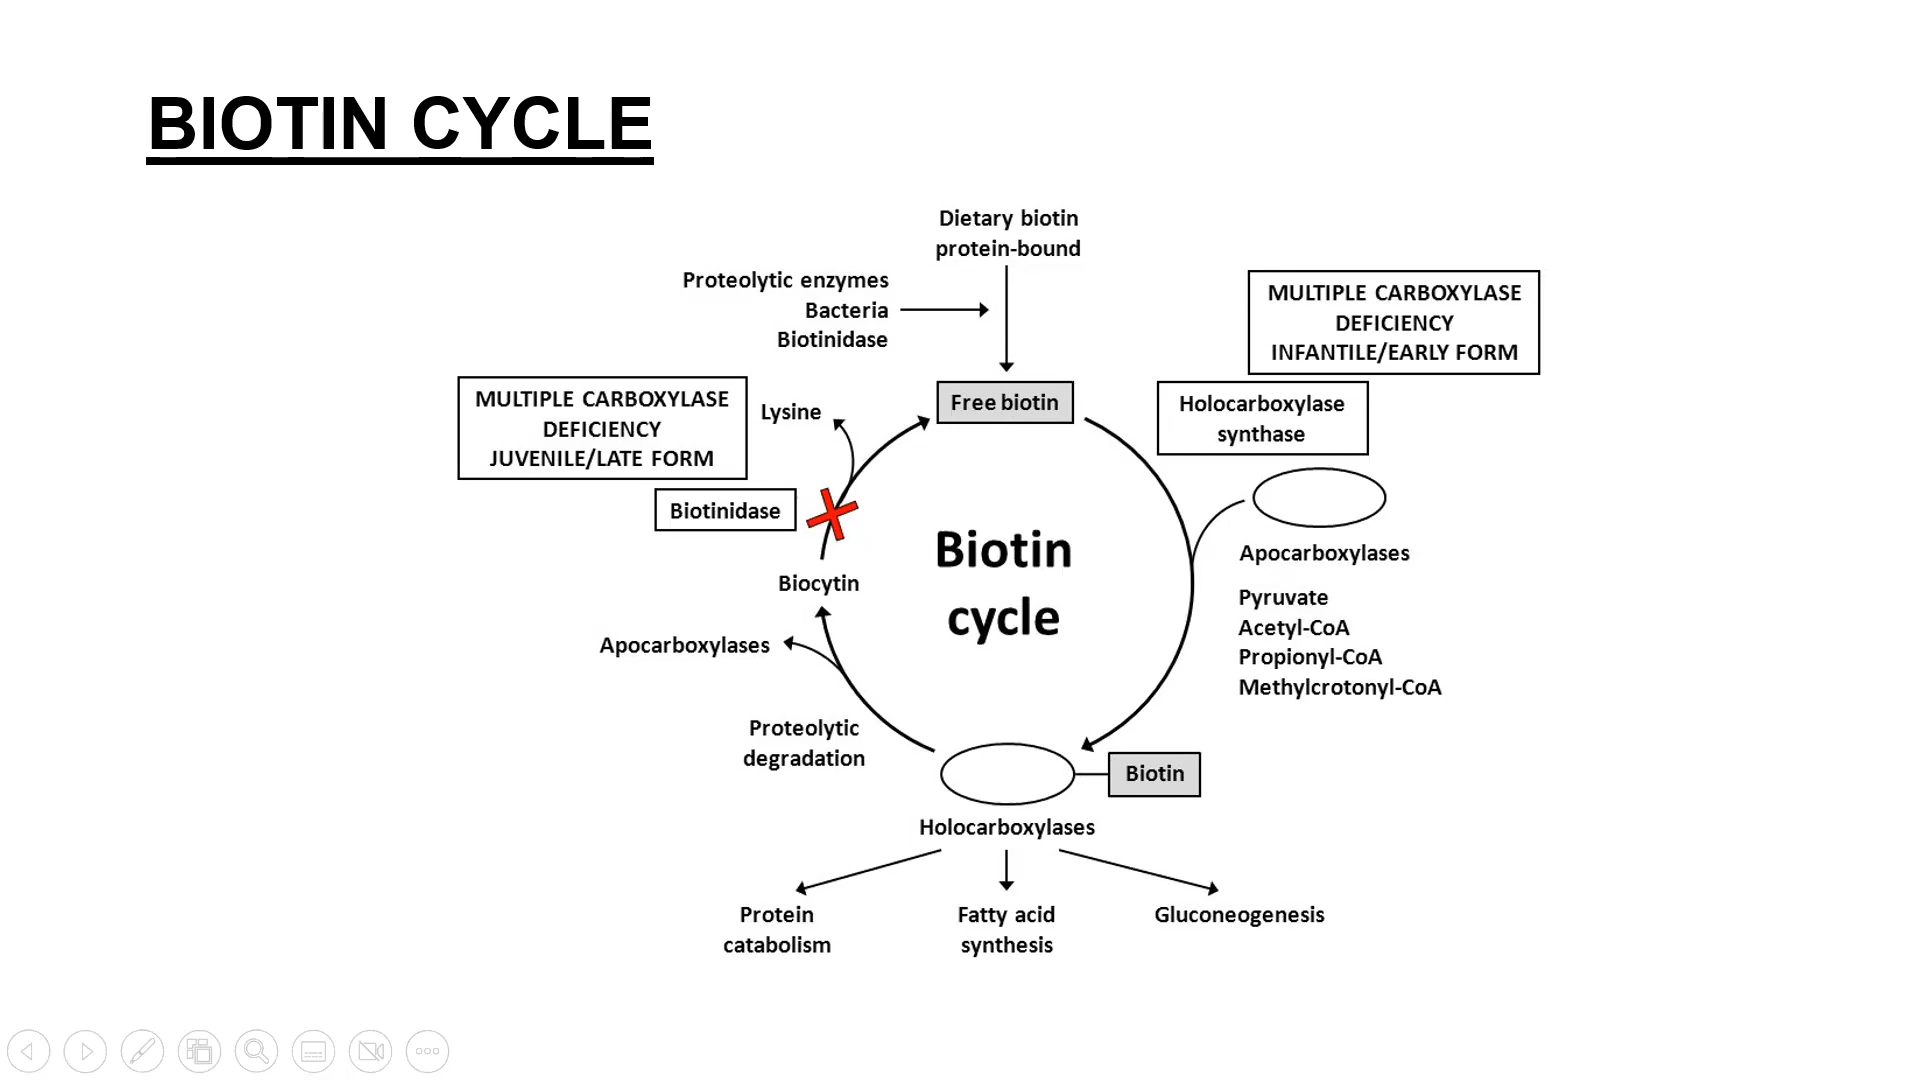 BIOTIN CYCLE
Dietary biotin
protein-bound
Proteolytic enzymes
Bacteria
Biotinidase
MULTIPLE CARBOXYLASE
DEFICIENCY
INFANTILE/EARLY FORM
MULTIPLE CARBOXYLASE
DEFICIENCY
JUVENILE/LATE FORM
Lysine
Free biotin
Holocarboxylase
synthase
Biotinidase
Biotin
cycle
Apocarboxylases
Biocytin
Pyruvate
Acetyl-CoA
Propionyl-CoA
Methylcrotonyl-CoA
Apocarboxylases
Proteolytic
degradation
Biotin
Holocarboxylases
Protein
catabolism
Fatty acid
synthesis
Gluconeogenesis